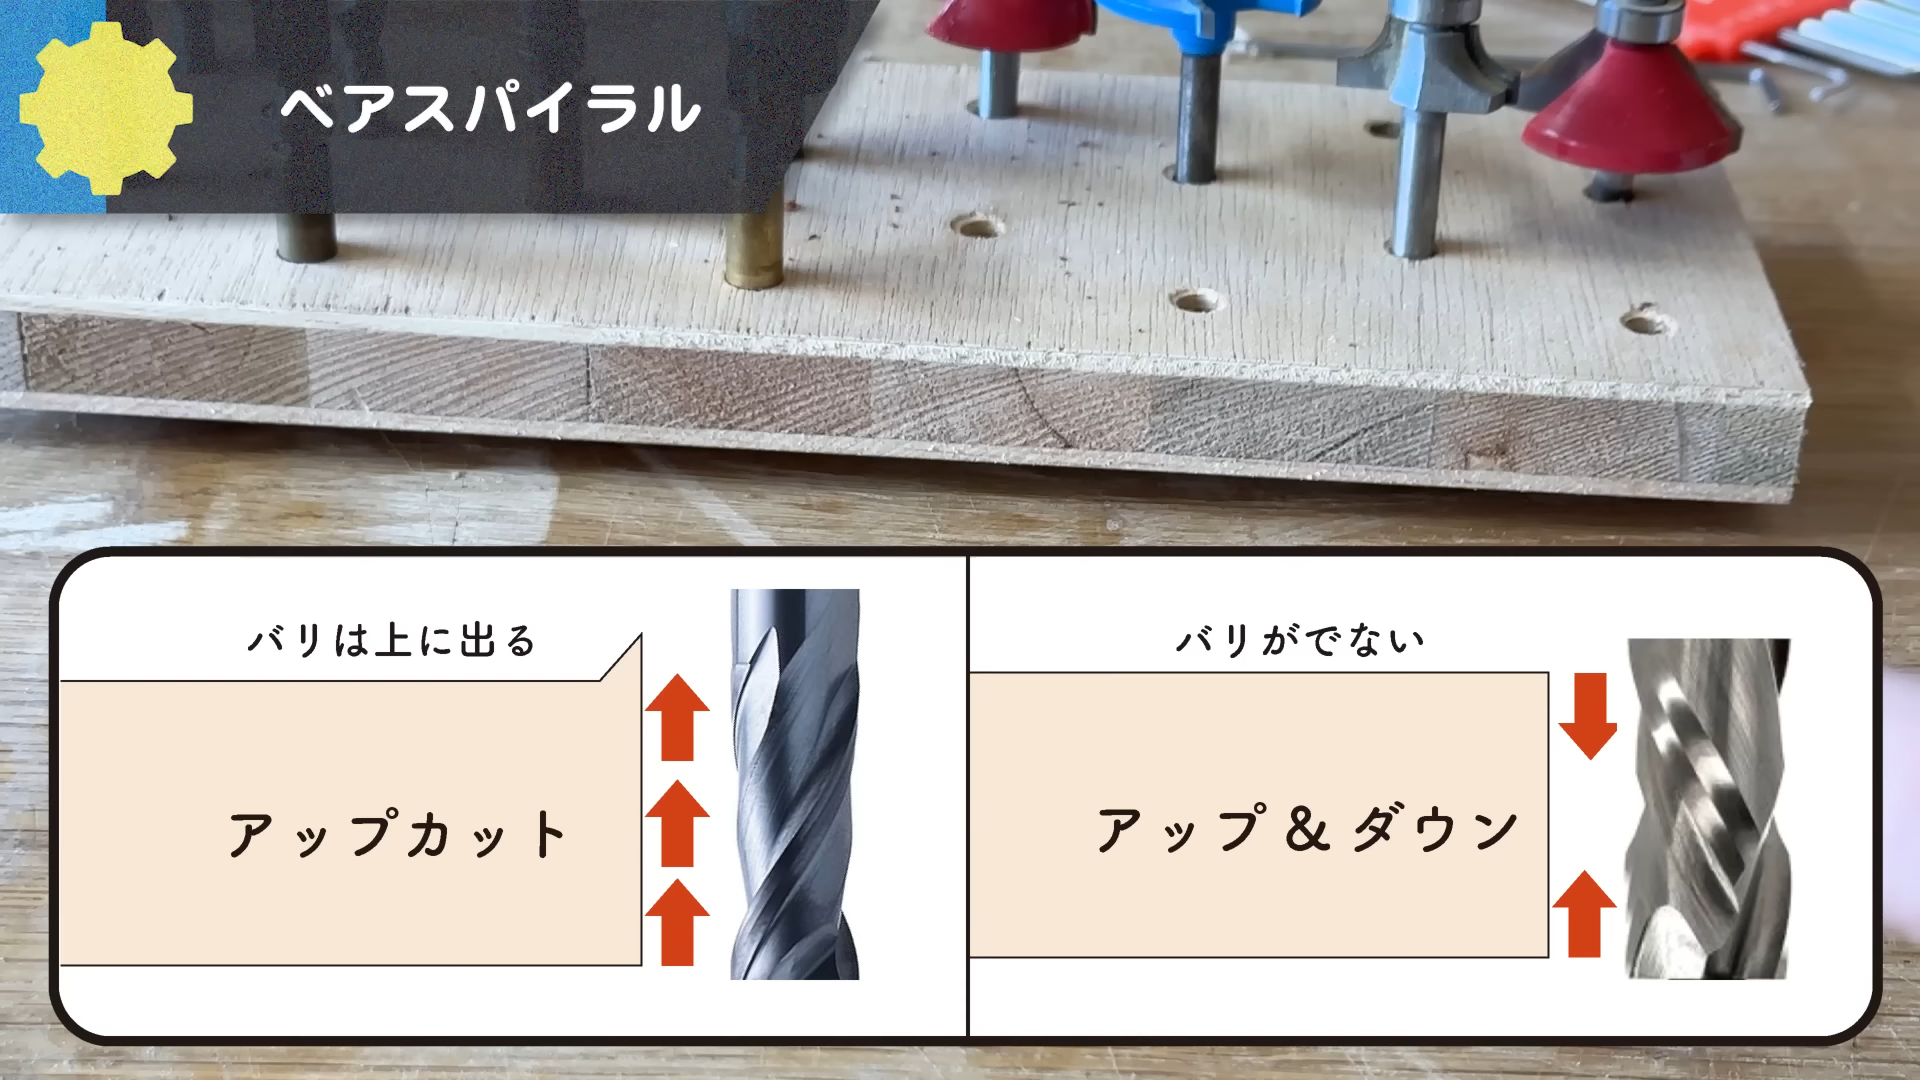 ベアスパイラル
バリは上に出る
アップカット
バリがでない
アップ&ダウン